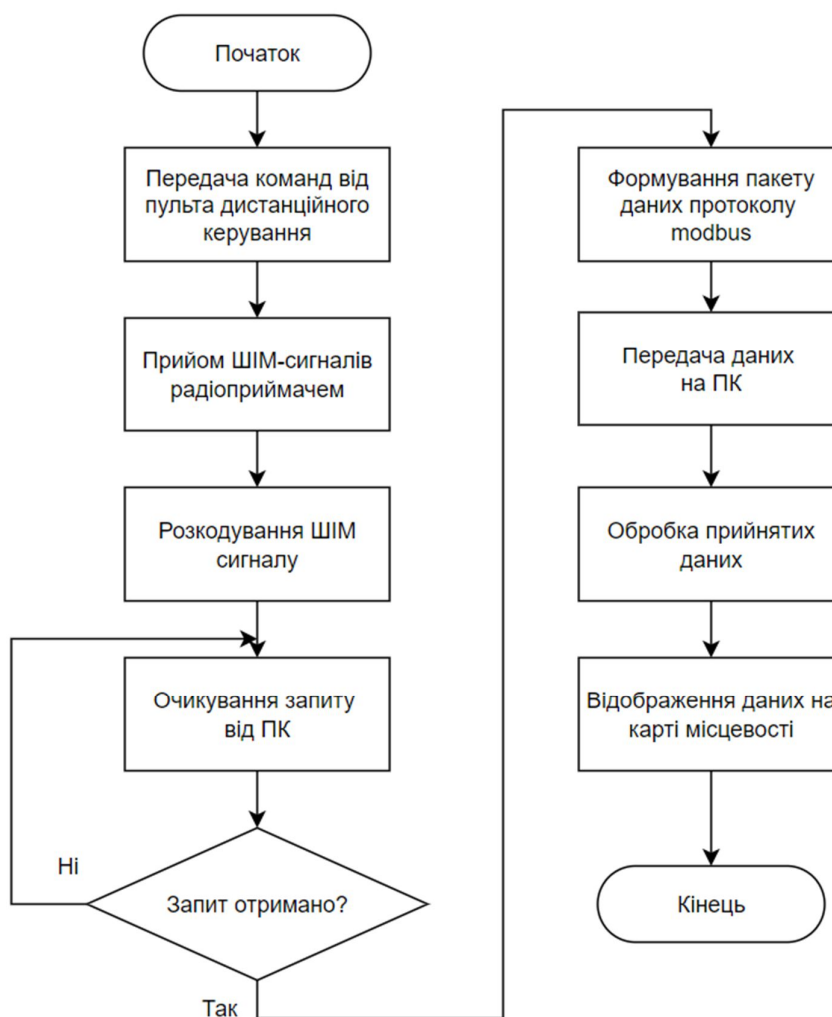 Початок
Передача команд від
пульта дистанційного
керування
Прийом ШІМ-сигналів
радіоприймачем
Розкодування ШІМ
сигналу
Очикування запиту
від ПК
Ні
Запит отримано?
Так
Формування пакету
даних протоколу
modbus
Передача даних
на ПК
Обробка прийнятих
даних
Відображення даних на
карті місцевості
Кінець